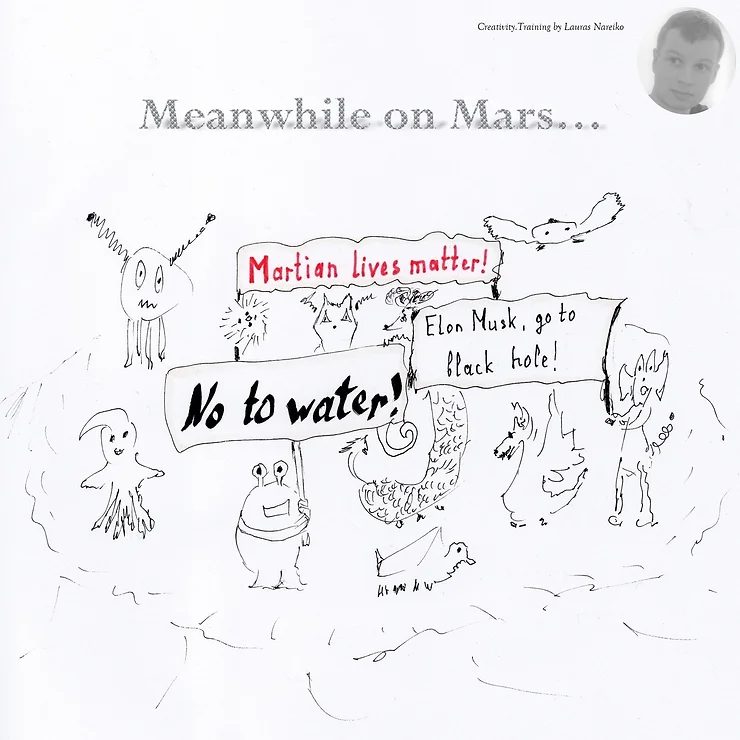 Creativity.Training by Lauras Nareiko
Meanwhile on Mars...
Martian lives matter!
Elon Musk, go to
black hole!
No to water!